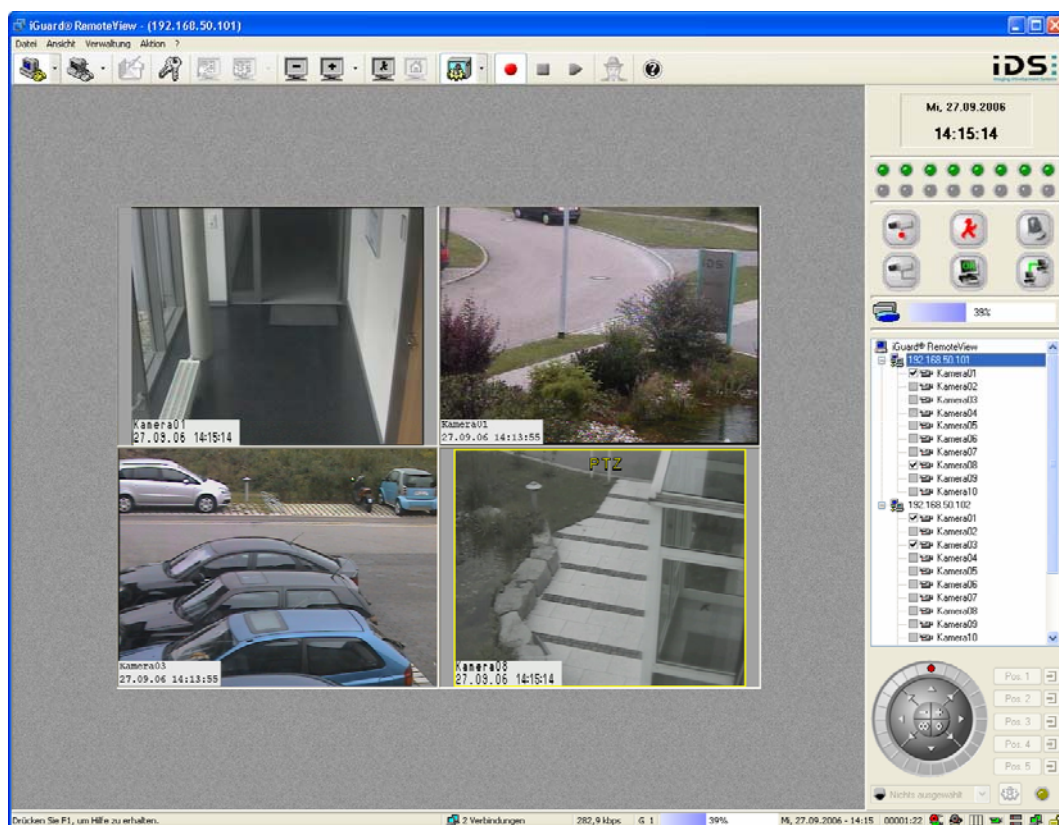 iGuard® RemoteView - (192.168.50.101)
Datei Ansicht Verwaltung Aktion ?
iDS
Imaging Development Systems
Mi, 27.09.2006
14:15:14
39%
iGuard® RemoteView
192.168.50.101
Kamera01
Kamera02
Kamera03
Kamera04
Kamera05
Kamera06
Kamera07
Kamera08
Kamera09
Kamera10
192.168.50.102
Kamera01
Kamera02
Kamera03
Kamera04
Kamera05
Kamera06
Kamera07
Kamera08
Kamera09
Kamera10
iDS
Kamera01
27.09.06 14:15:14
Kamera01
27.09.06 14:13:55
PTZ
Kamera03
27.09.06 14:13:55
Kamera08
27.09.06 14:15:14
Pos. 1
Pos. 2
Pos. 3
Pos. 4
Pos. 5
Nichts ausgewählt
Drücken Sie F1, um Hilfe zu erhalten.
2 Verbindungen
282,9 kbps
G 1
39%
Mi, 27.09.2006 - 14:15
00001:22